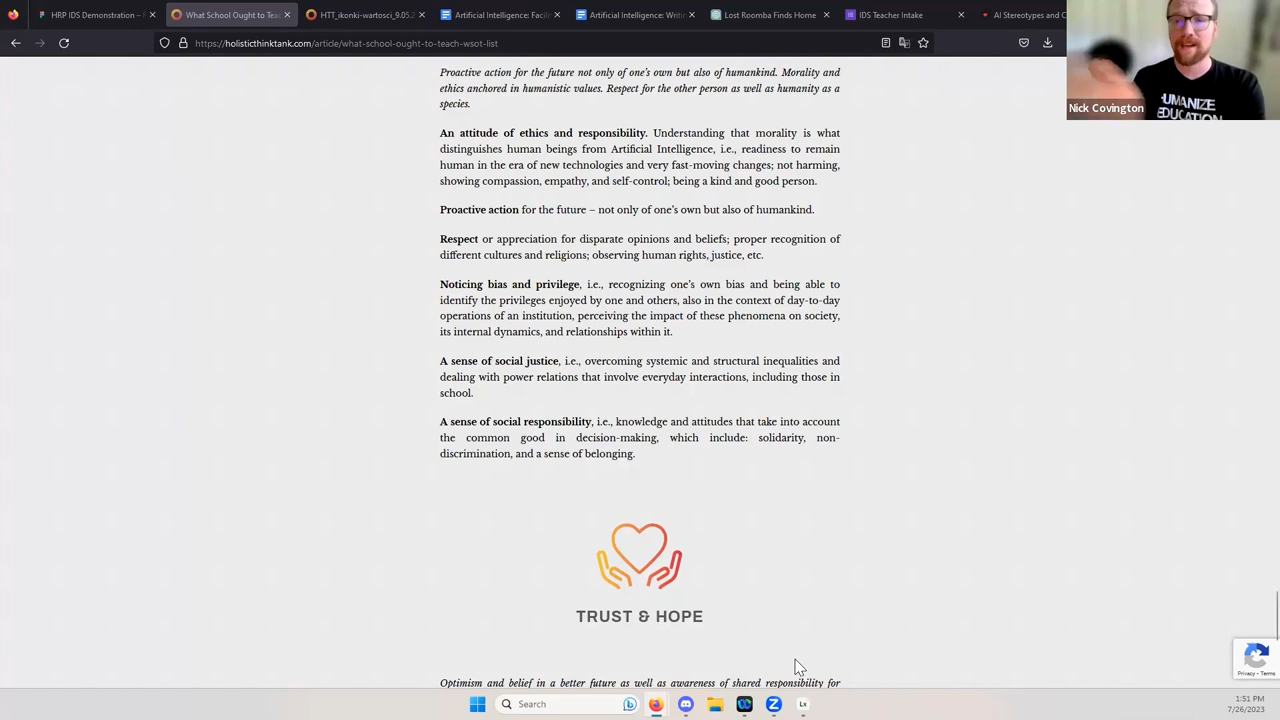 HRP IDS Demonstration –
What School Ought to Teac
HTT_ikonki-wartosci_9.05.2
Artificial Intelligence: Facili
Artificial Intelligence: Writi
Lost Roomba Finds Home
IDS Teacher Intake
AI Stereotypes and C
https://holisticthinktank.com/article/what-school-ought-to-teach-wsot-list
UMANIZE
EDUCATION
Nick Covington
Proactive action for the future not only of one's own but also of humankind. Morality and
ethics anchored in humanistic values. Respect for the other person as well as humanity as a
species.
An attitude of ethics and responsibility. Understanding that morality is what
distinguishes human beings from Artificial Intelligence, i.e., readiness to remain
human in the era of new technologies and very fast-moving changes; not harming,
showing compassion, empathy, and self-control; being a kind and good person.
Proactive action for the future – not only of one's own but also of humankind.
Respect or appreciation for disparate opinions and beliefs; proper recognition of
different cultures and religions; observing human rights, justice, etc.
Noticing bias and privilege, i.e., recognizing one's own bias and being able to
identify the privileges enjoyed by one and others, also in the context of day-to-day
operations of an institution, perceiving the impact of these phenomena on society,
its internal dynamics, and relationships within it.
A sense of social justice, i.e., overcoming systemic and structural inequalities and
dealing with power relations that involve everyday interactions, including those in
school.
A sense of social responsibility, i.e., knowledge and attitudes that take into account
the common good in decision-making, which include: solidarity, non-
discrimination, and a sense of belonging.
TRUST & HOPE
Optimism and belief in a better future as well as awareness of shared responsibility for
Privacy - Terms
Search
Lx
1:51 PM
7/26/2023